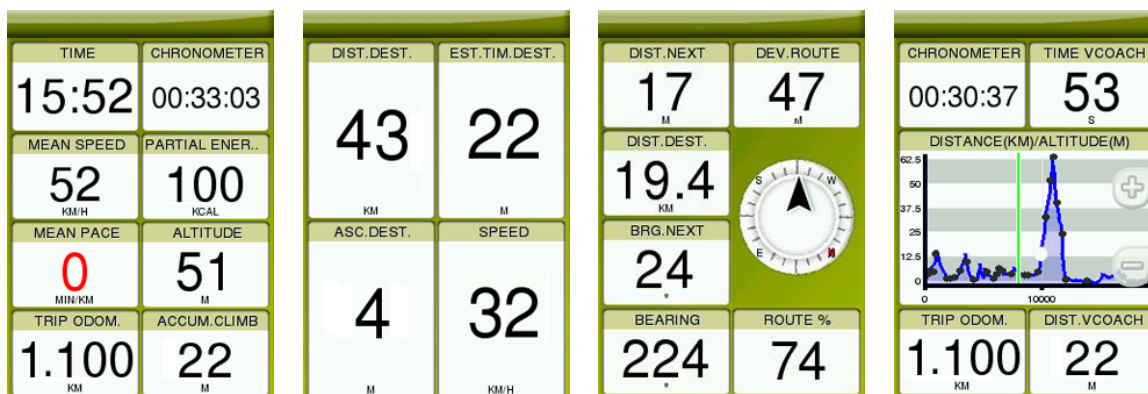 TIME CHRONOMETER
15:52 00:33:03
MEAN SPEED PARTIAL ENER..
52 100
KM/H KCAL
MEAN PACE ALTITUDE
0 51
MIN/KM M
TRIP ODOM. ACCUM.CLIMB
1.100 22
KM M
DIST.DEST. EST.TIM.DEST.
43 22
KM M
ASC.DEST. SPEED
4 32
M KM/H
DIST.NEXT DEV.ROUTE
17 47
M M
DIST.DEST.
19.4
KM
S W
E N
BRG.NEXT
24
°
BEARING ROUTE %
224 74
°
CHRONOMETER TIME VCOACH
00:30:37 53
S
DISTANCE(KM)/ALTITUDE(M)
62.5
50
37.5
25
12.5
0
0 10000
TRIP ODOM. DIST.VCOACH
1.100 22
KM M